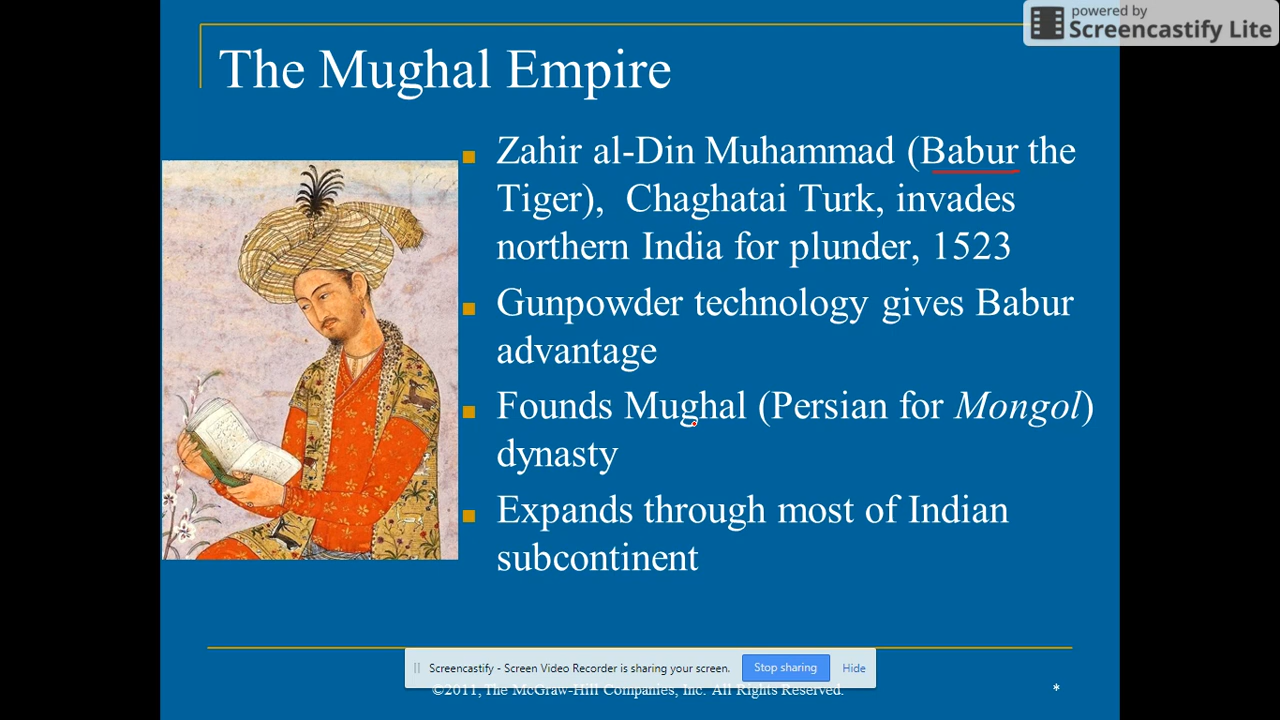 powered by
Screencastify Lite
The Mughal Empire
Zahir al-Din Muhammad (Babur the
Tiger), Chaghatai Turk, invades
northern India for plunder, 1523
Gunpowder technology gives Babur
advantage
Founds Mughal (Persian for Mongol)
dynasty
Expands through most of Indian
subcontinent
Screencastify - Screen Video Recorder is sharing your screen. Stop sharing Hide
©2011, The McGraw-Hill Companies, Inc. All Rights Reserved. *